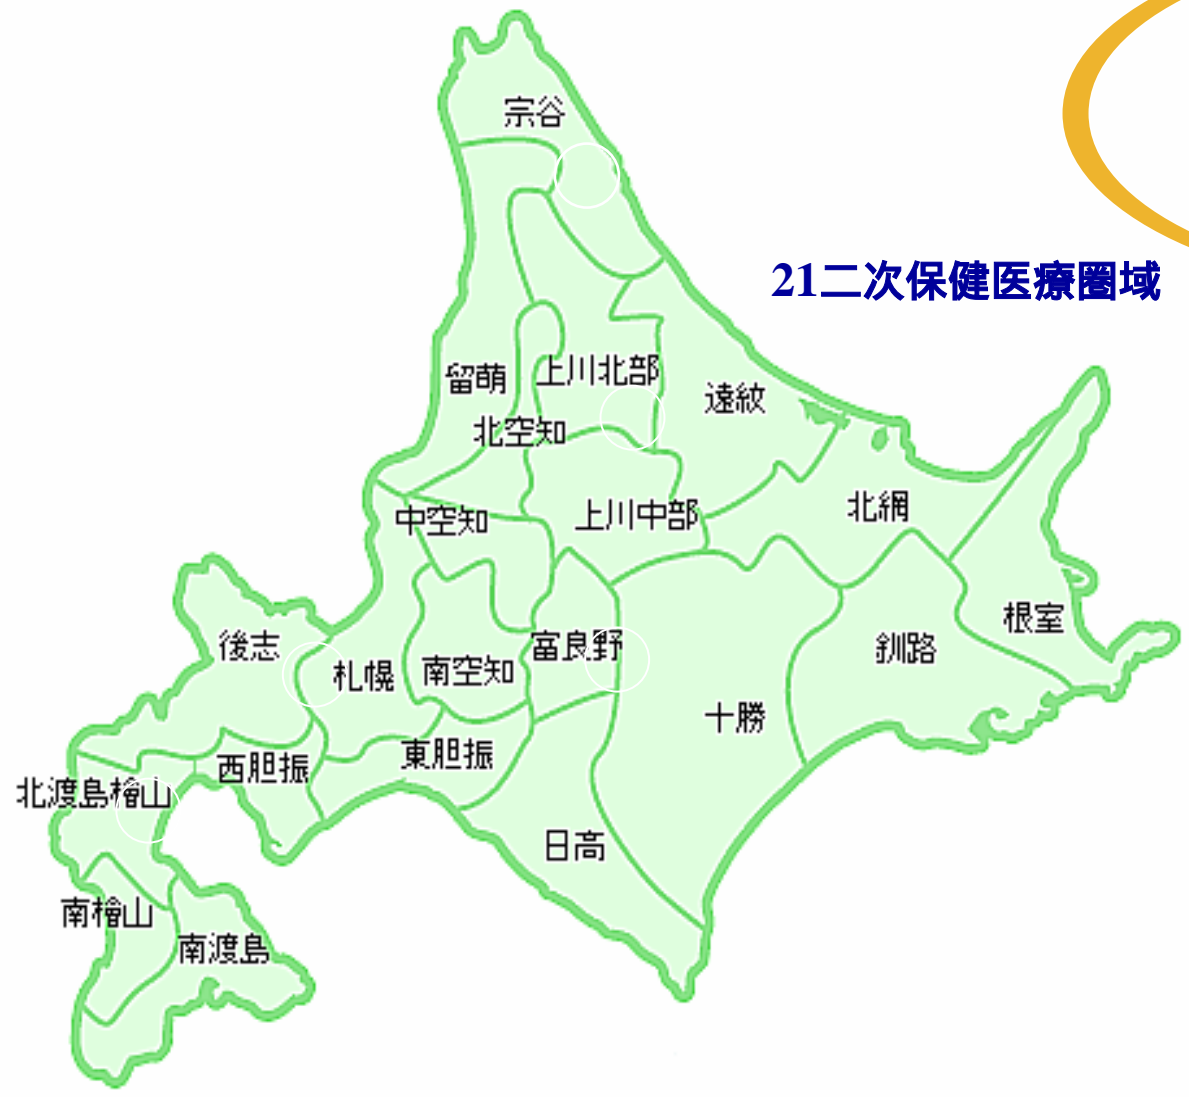 宗谷
21二次保健医療圏域
留萌
上川北部
遠紋
北空知
北網
中空知
上川中部
根室
後志
富良野
釧路
札幌
南空知
十勝
東胆振
西胆振
北渡島檜山
日高
南檜山
南渡島